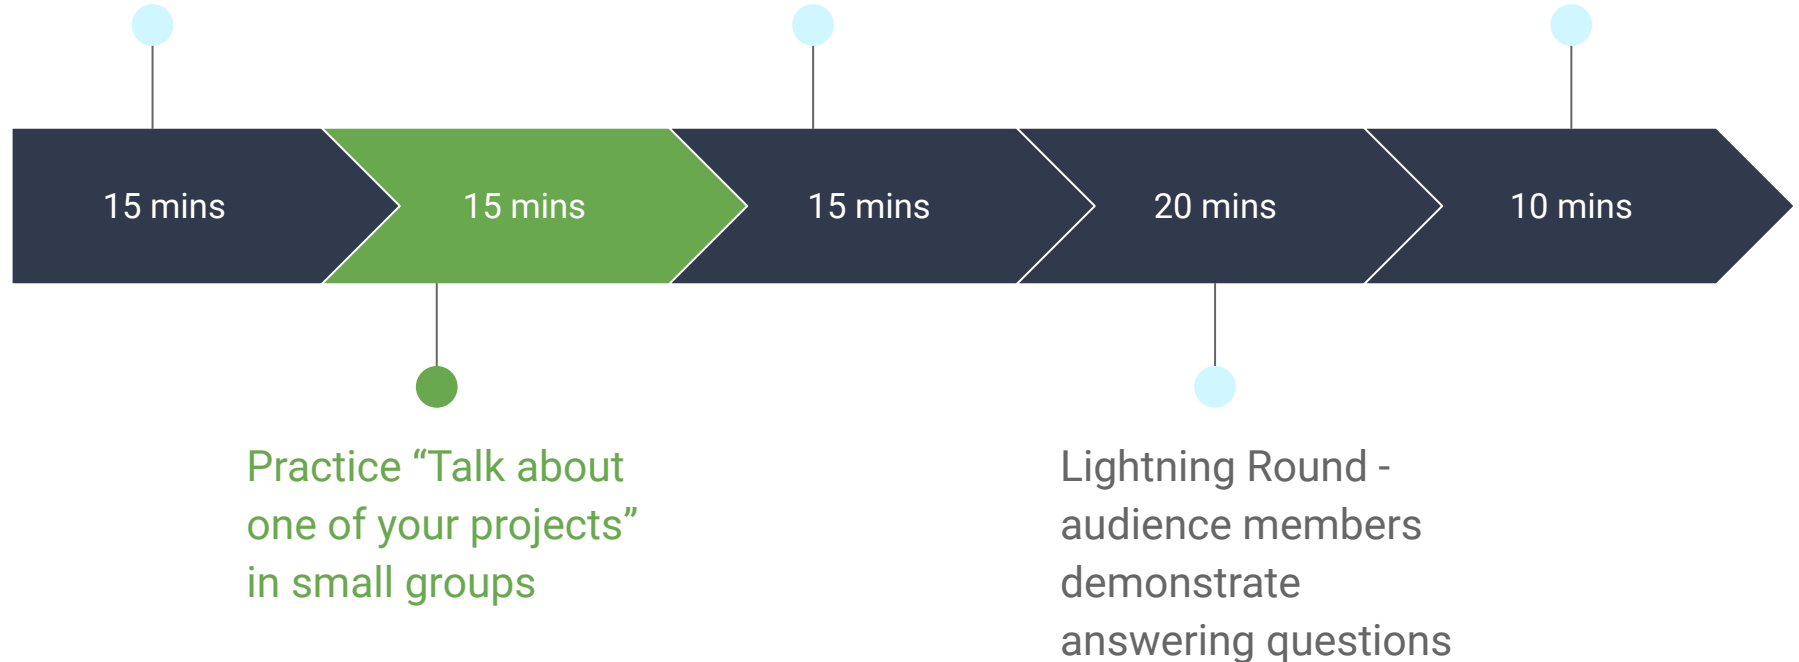 15 mins
15 mins
15 mins
20 mins
10 mins
Practice “Talk about
one of your projects”
in small groups
Lightning Round -
audience members
demonstrate
answering questions